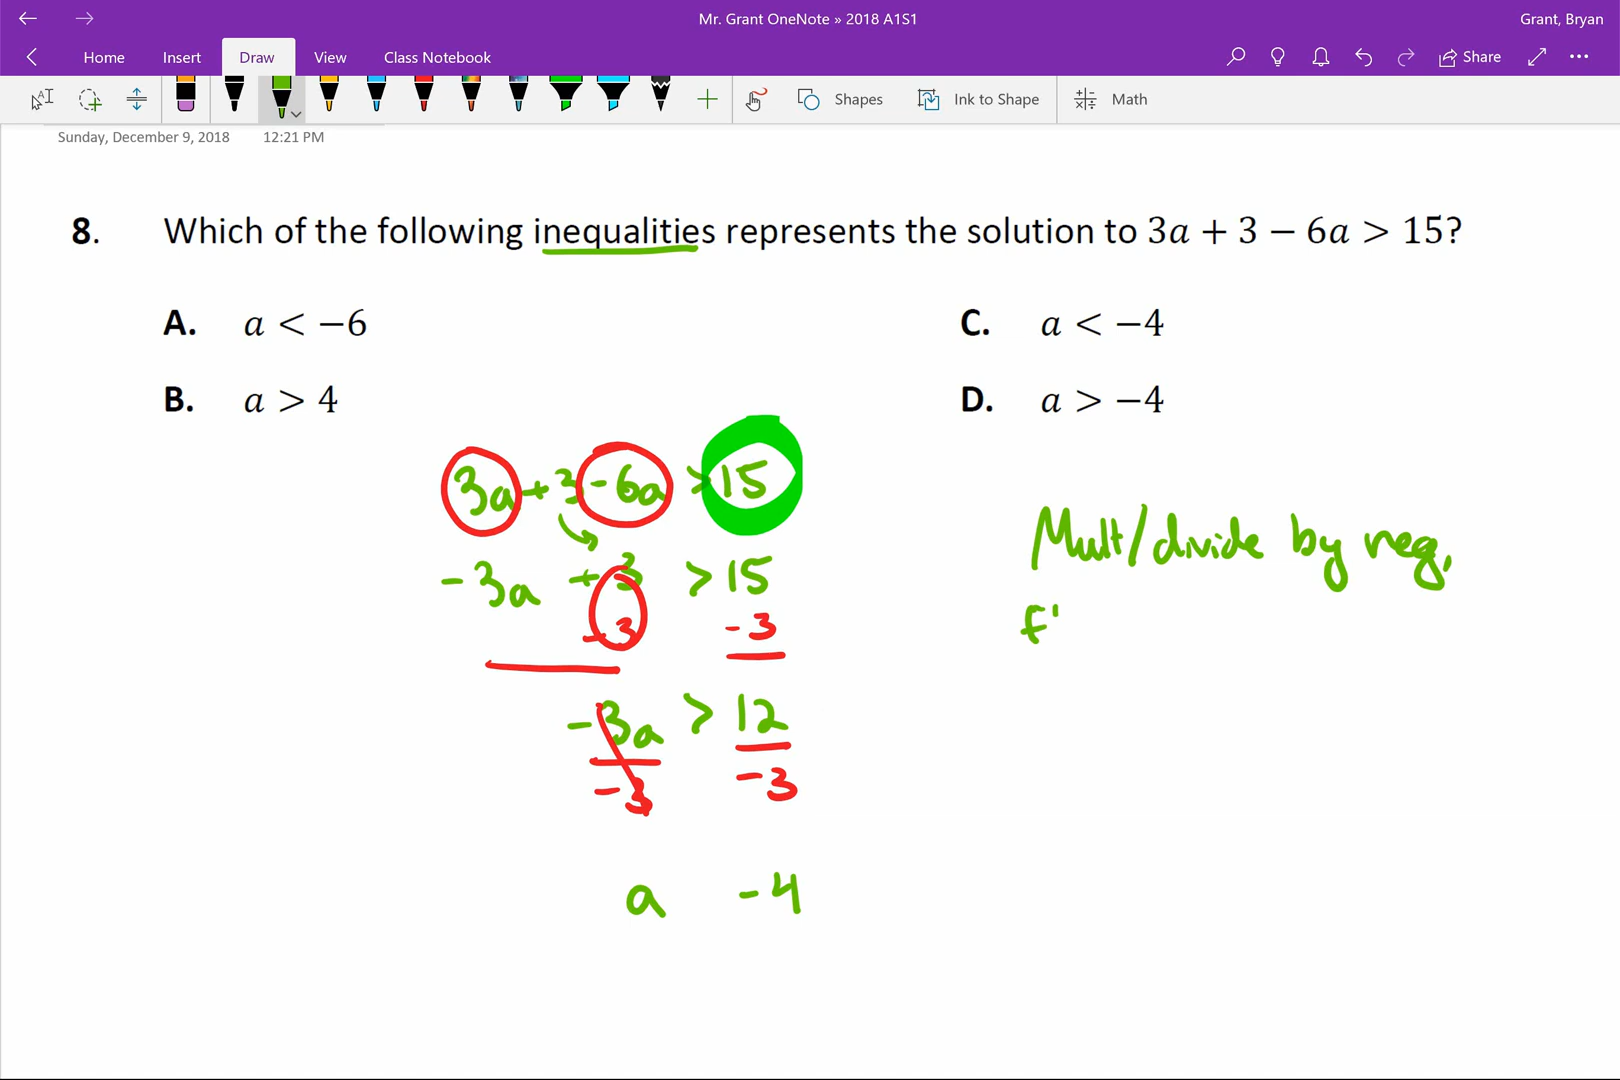 Mr. Grant OneNote » 2018 A1S1
Grant, Bryan
Home Insert Draw View Class Notebook
Share
Shapes Ink to Shape Math
Sunday, December 9, 2018 12:21 PM
8. Which of the following inequalities represents the solution to 3a + 3 − 6a > 15?
A. a < −6
C. a < −4
B. a > 4
D. a > −4
3a + 3 - 6a > 15
Mult/divide by neg,
-3a + 3 > 15
f'
- 3 - 3
-3a > 12
-3 -3
a -4